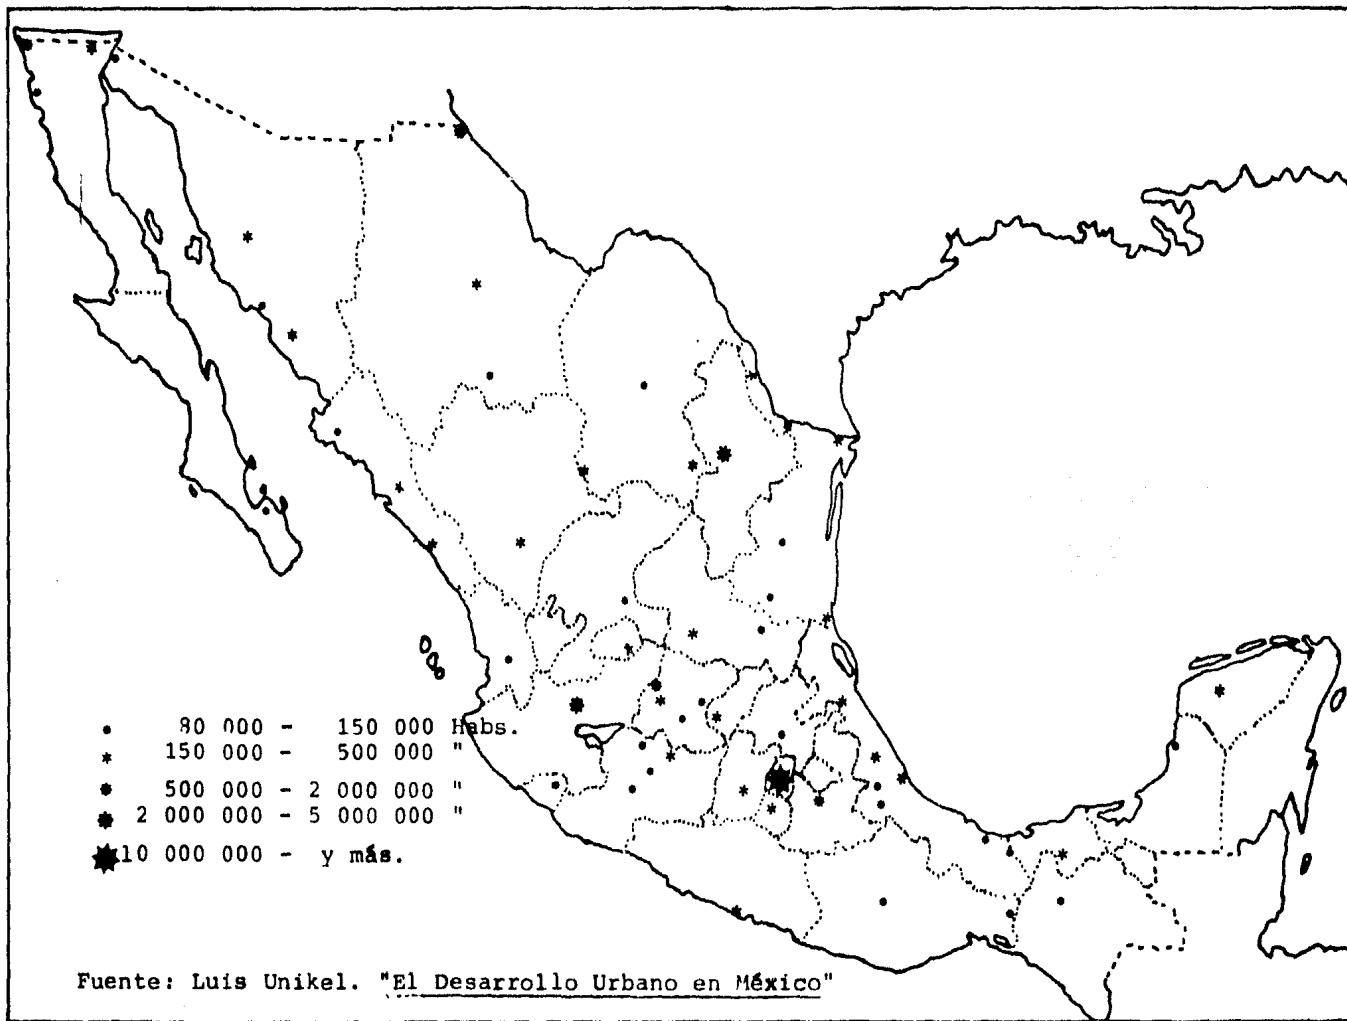 80 000 - 150 000 Habs.
150 000 - 500 000 "
500 000 - 2 000 000 "
2 000 000 - 5 000 000 "
10 000 000 - y más.
Fuente: Luis Unikel. "El Desarrollo Urbano en México"